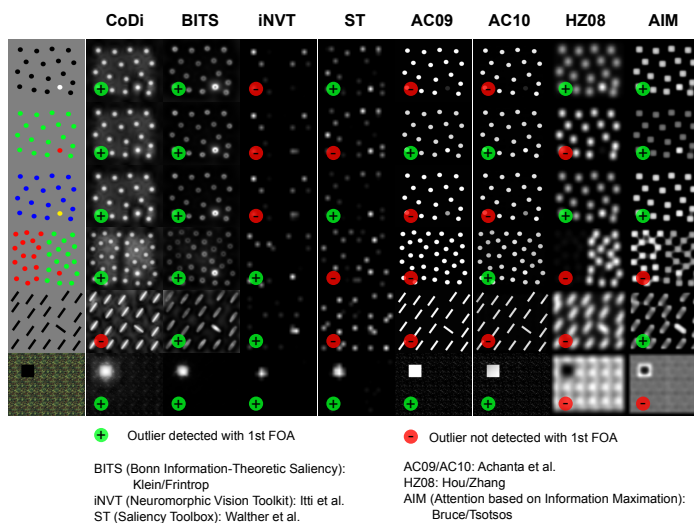 CoDi BITS iNVT ST AC09 AC10 HZ08 AIM
+ + - + - - + +
+ + - - + + - +
+ + - + - + + +
+ + + - - + - -
- + + - - - - +
+ + + + + + - -
+ Outlier detected with 1st FOA
- Outlier not detected with 1st FOA
BITS (Bonn Information-Theoretic Saliency):
Klein/Frintrop
iNVT (Neuromorphic Vision Toolkit): Itti et al.
ST (Saliency Toolbox): Walther et al.
AC09/AC10: Achanta et al.
HZ08: Hou/Zhang
AIM (Attention based on Information Maximation):
Bruce/Tsotsos